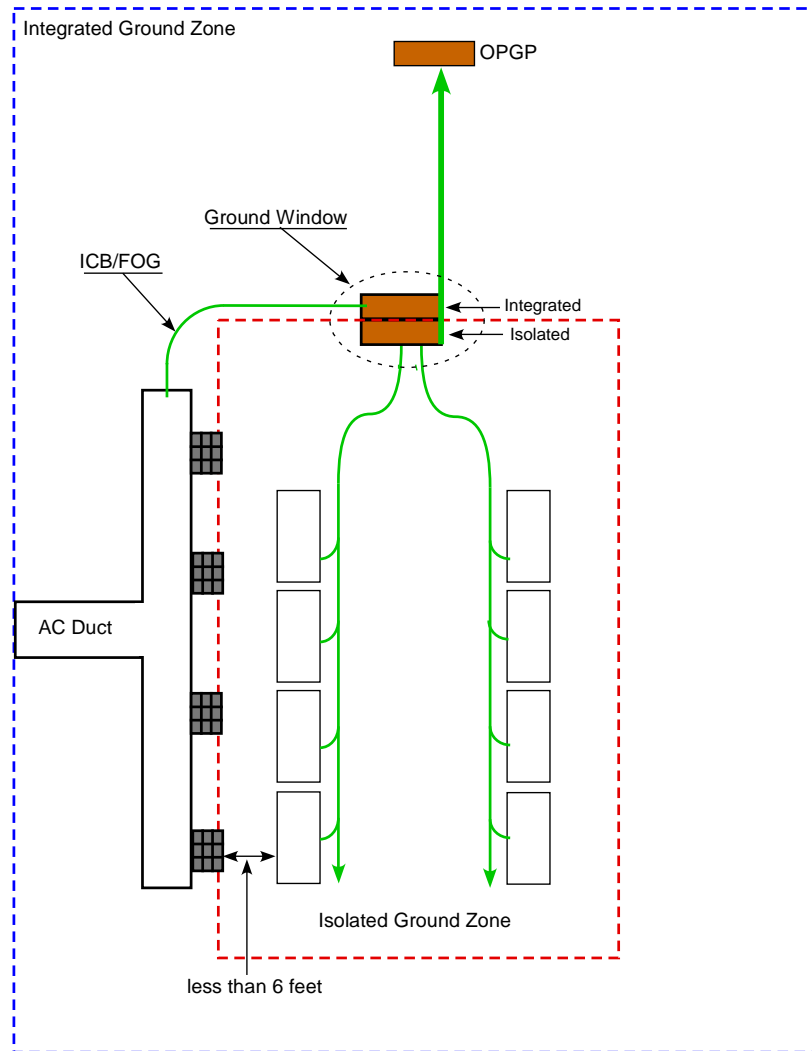 Integrated Ground Zone
OPGP
Ground Window
ICB/FOG
Integrated
Isolated
AC Duct
Isolated Ground Zone
less than 6 feet